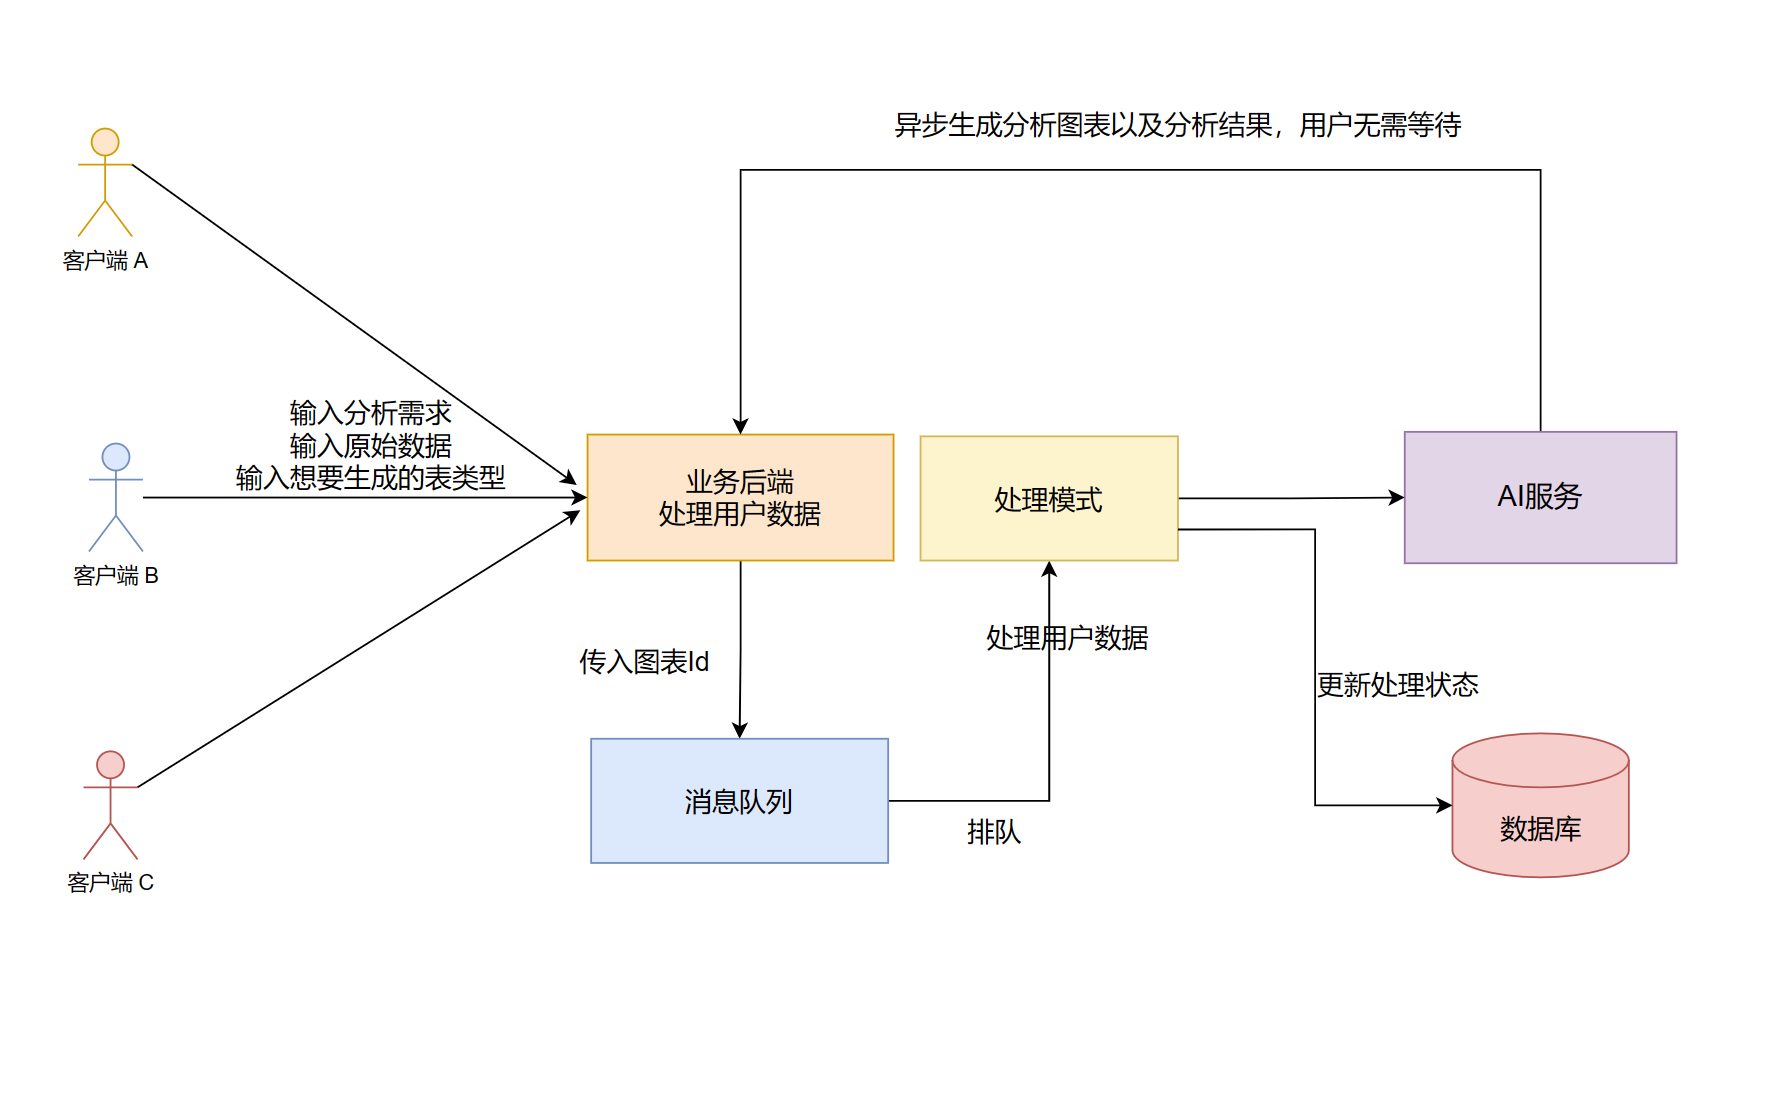 异步生成分析图表以及分析结果，用户无需等待
客户端 A
输入分析需求
输入原始数据
输入想要生成的表类型
客户端 B
业务后端
处理用户数据
处理模式
AI服务
传入图表Id
处理用户数据
更新处理状态
消息队列
排队
数据库
客户端 C